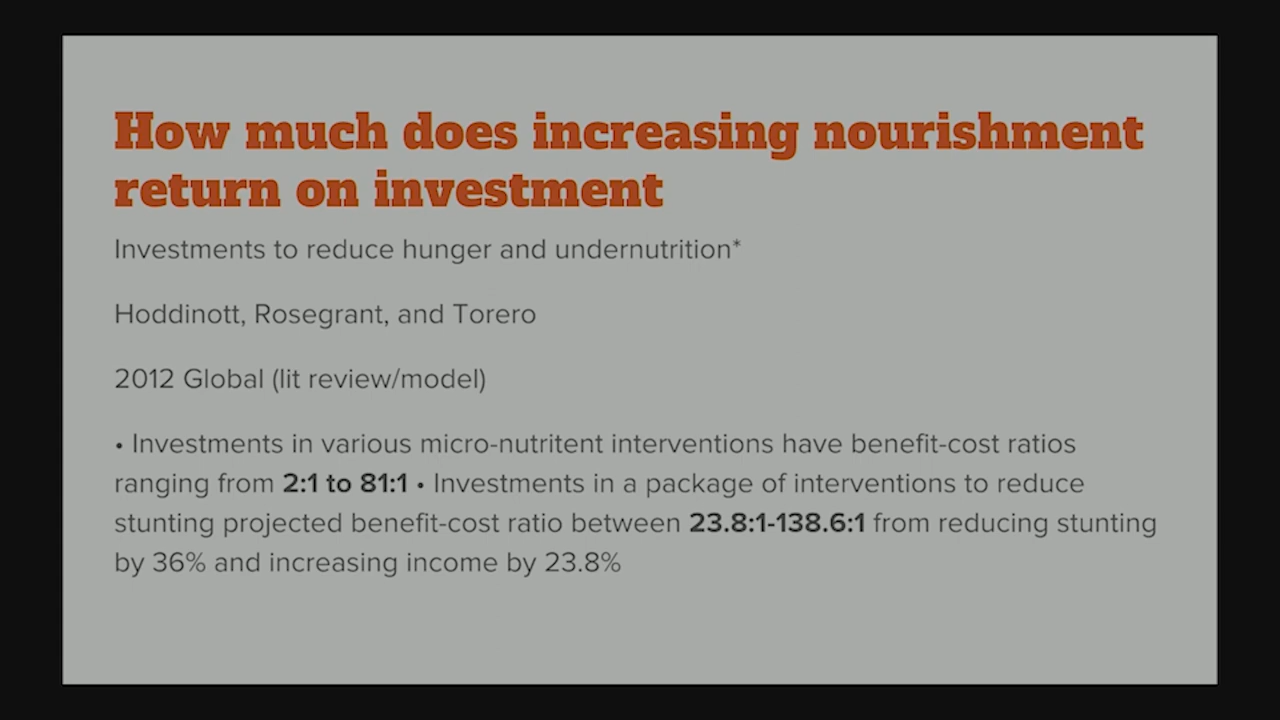 How much does increasing nourishment
return on investment
Investments to reduce hunger and undernutrition*
Hoddinott, Rosegrant, and Torero
2012 Global (lit review/model)
• Investments in various micro-nutritent interventions have benefit-cost ratios
ranging from 2:1 to 81:1 • Investments in a package of interventions to reduce
stunting projected benefit-cost ratio between 23.8:1-138.6:1 from reducing stunting
by 36% and increasing income by 23.8%